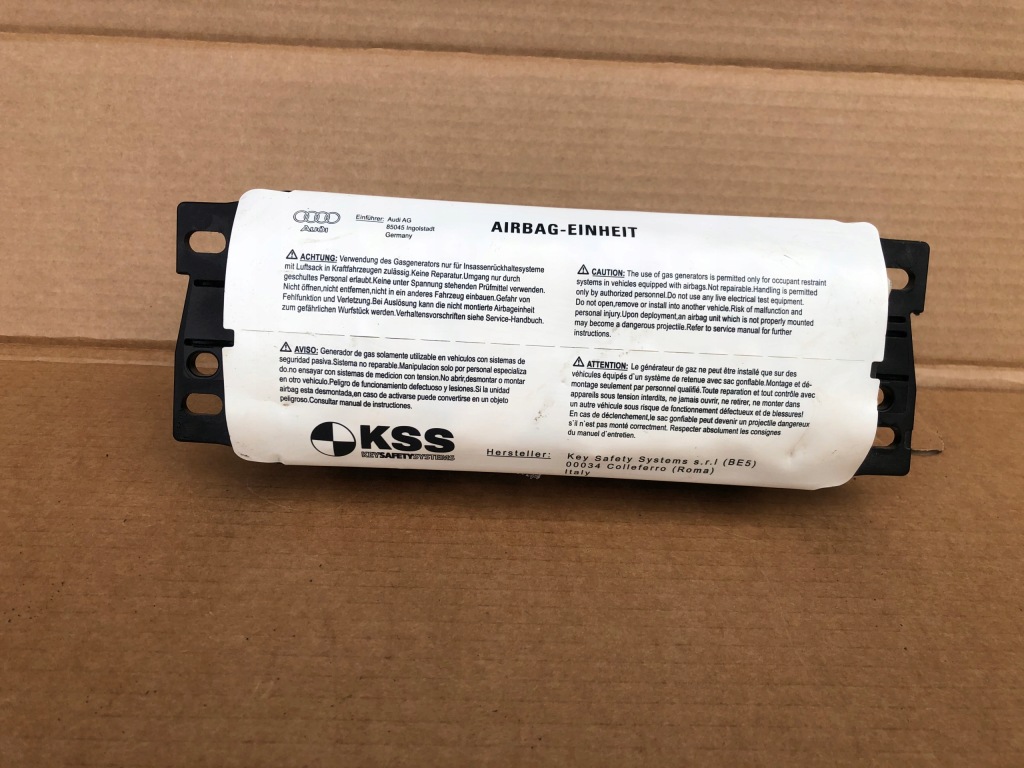 Audi
Einführer: Audi AG
85045 Ingolstadt
Germany
AIRBAG-EINHEIT
ACHTUNG: Verwendung des Gasgenerators nur für Insassenrückhaltesysteme
mit Luftsack in Kraftfahrzeugen zulässig.Keine Reparatur.Umgang nur durch
geschultes Personal erlaubt.Keine unter Spannung stehenden Prüfmittel verwenden.
Nicht öffnen,nicht entfernen,nicht in ein anderes Fahrzeug einbauen.Gefahr von
Fehlfunktion und Verletzung.Bei Auslösung kann die nicht montierte Airbageinheit
zum gefährlichen Wurfstück werden.Verhaltensvorschriften siehe Service-Handbuch.
CAUTION: The use of gas generators is permitted only for occupant restraint
systems in vehicles equipped with airbags.Not repairable.Handling is permitted
only by authorized personnel.Do not use any live electrical test equipment.
Do not open,remove or install into another vehicle.Risk of malfunction and
personal injury.Upon deployment,an airbag unit which is not properly mounted
may become a dangerous projectile.Refer to service manual for further
instructions.
AVISO: Generador de gas solamente utilizable en vehiculos con sistemas de
seguridad pasiva.Sistema no reparable.Manipulacion solo por personal especializa
do.no ensayar con sistemas de medicion con tension.No abrir,desmontar o montar
en otro vehiculo.Peligro de funcionamiento defectuoso y lesiones.Si la unidad
airbag esta desmontada,en caso de activarse puede convertirse en un objeto
peligroso.Consultar manual de instrucciones.
ATTENTION: Le générateur de gaz ne peut être installé que sur des
véhicules équipés d'un système de retenue avec sac gonflable.Montage et dé-
montage seulement par personnel qualifié.Toute reparation et tout contrôle avec
appareils sous tension interdits, ne jamais ouvrir, ne retirer, ne monter dans
un autre véhicule sous risque de fonctionnement défectueux et de blessures!
En cas de déclenchement,le sac gonflable peut devenir un projectile dangereux
s'il n'est pas monté correctment. Respecter absolument les consignes
du manuel d'entretien.
KSS
KEYSAFETYSYSTEMS
Hersteller: Key Safety Systems s.r.l (BE5)
00034 Colleferro (Roma)
Italy